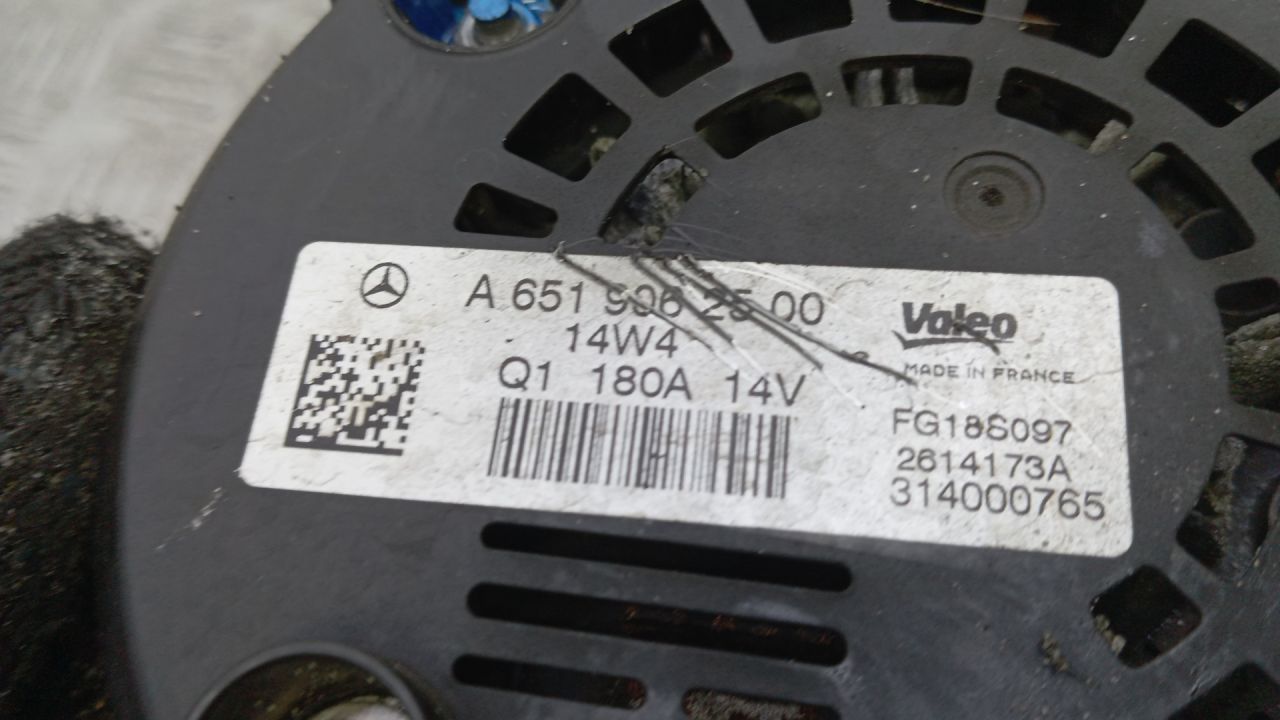 A 651 906 25 00
14W4
Q1 180A 14V
Valeo
MADE IN FRANCE
FG18S097
2614173A
314000765